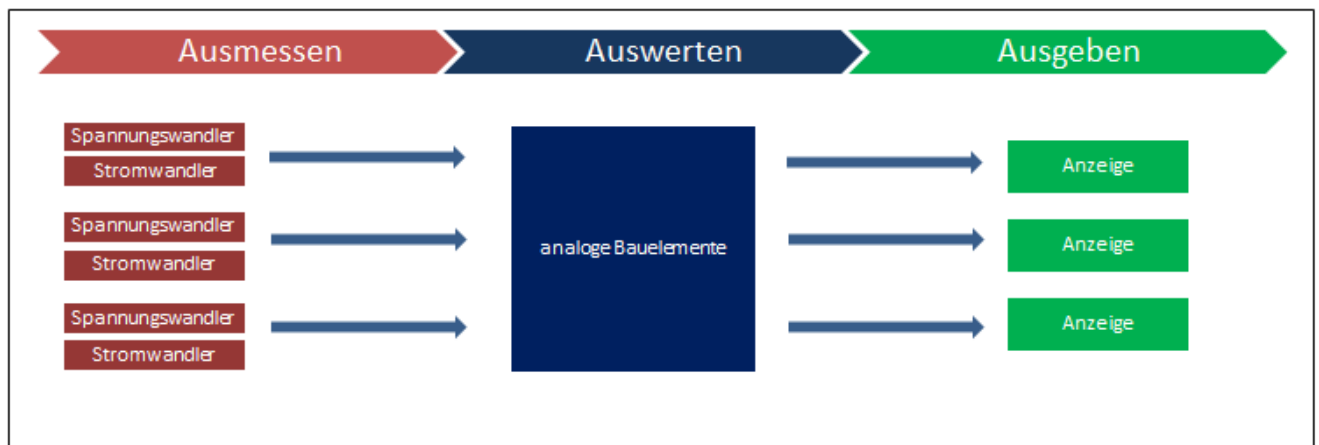 Ausmessen
Auswerten
Ausgeben
Spannungswandler
Stromwandler
Spannungswandler
Stromwandler
Spannungswandler
Stromwandler
analoge Bauelemente
Anzeige
Anzeige
Anzeige